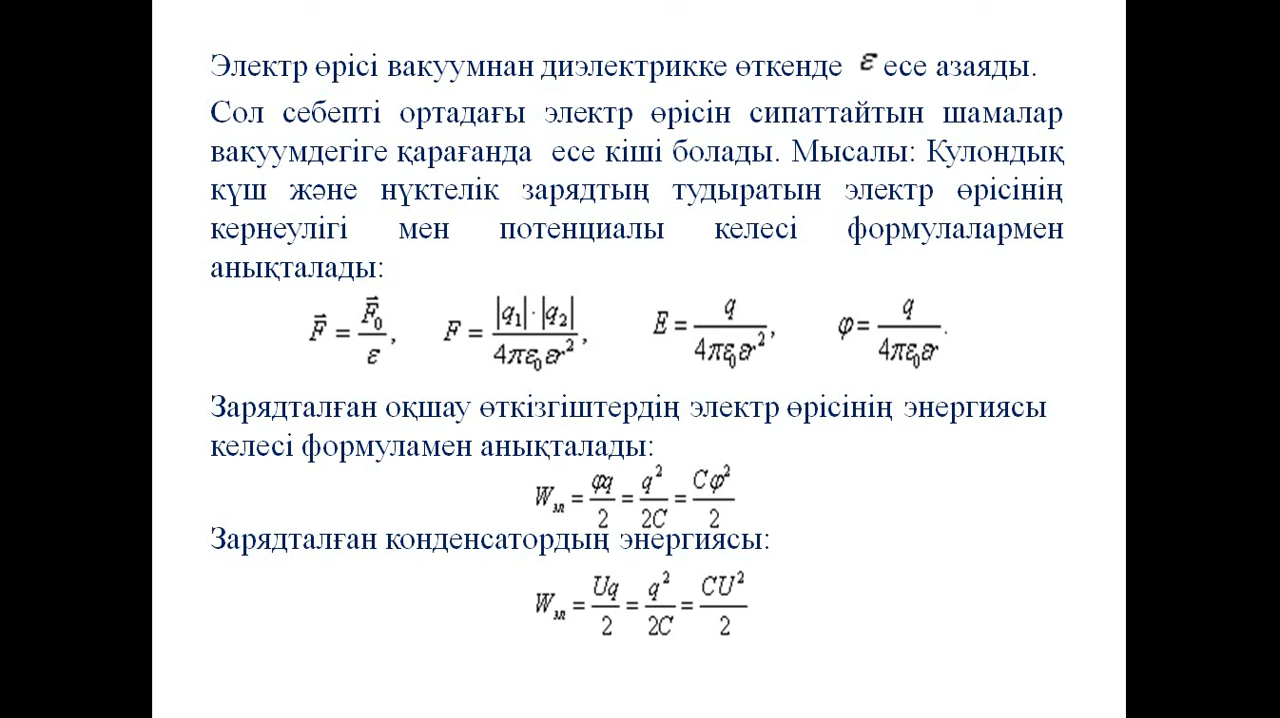 Электр өрісі вакуумнан диэлектрикке өткенде ε есе азаяды.
Сол себепті ортадағы электр өрісін сипаттайтын шамалар
вакуумдегіге қарағанда есе кіші болады. Мысалы: Кулондық
күш және нүктелік зарядтың тудыратын электр өрісінің
кернеулігі мен потенциалы келесі формулалармен
анықталады:
F⃗ = F⃗₀/ε, F = |q₁|·|q₂|/4πε₀εr², E = q/4πε₀εr², φ = q/4πε₀εr.
Зарядталған оқшау өткізгіштердің электр өрісінің энергиясы
келесі формуламен анықталады:
Wэл = φq/2 = q²/2C = Cφ²/2
Зарядталған конденсатордың энергиясы:
Wэл = Uq/2 = q²/2C = CU²/2